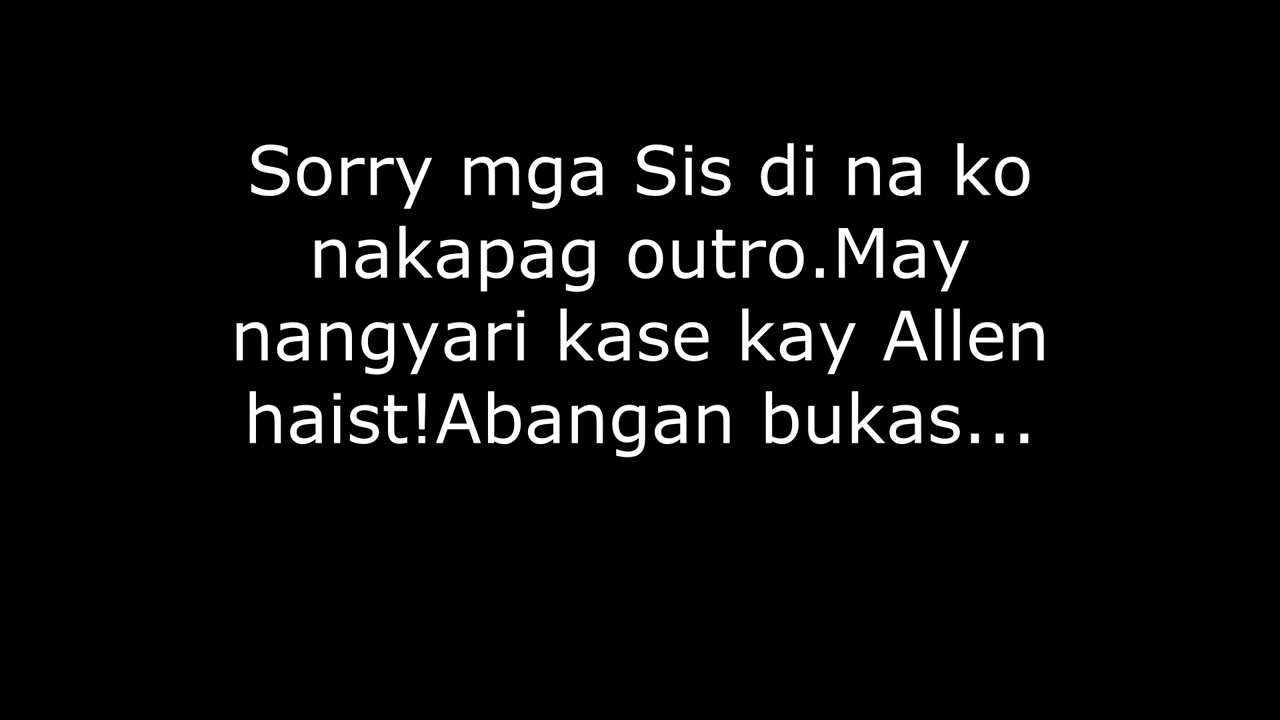 Sorry mga Sis di na ko
nakapag outro.May
nangyari kase kay Allen
haist!Abangan bukas...